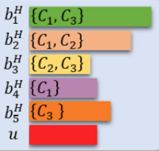 b₁ᴴ {C₁, C₃}
b₂ᴴ {C₁, C₂}
b₃ᴴ {C₂, C₃}
b₄ᴴ {C₁}
b₅ᴴ {C₃ }
u